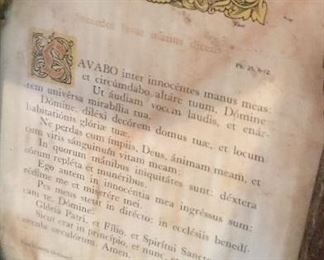 Ps. 25, 6-12
LAVABO inter innocéntes manus meas:
et circúmdabo altáre tuum, Dómine
Ut áudiam vocem laudis, et enár-
rem univérsa mirabília tua.
Dómine, diléxi decórem domus tuæ, et locum
habitatiónis glóriæ tuæ.
Ne perdas cum ímpiis, Deus, ánimam meam, et
cum viris sánguinum vitam meam:
In quorum mánibus iniquitátes sunt: déxtera
eórum repléta est munéribus.
Ego autem in innocéntia mea ingréssus sum:
rédime me et miserére mei.
Pes meus stetit in dirécto: in ecclésiis benedí-
cam te, Dómine.
Glória Patri, et Fílio, et Spirítui Sancto
Sicut erat in princípio, et nunc, et
sǽcula sæculórum. Amen.